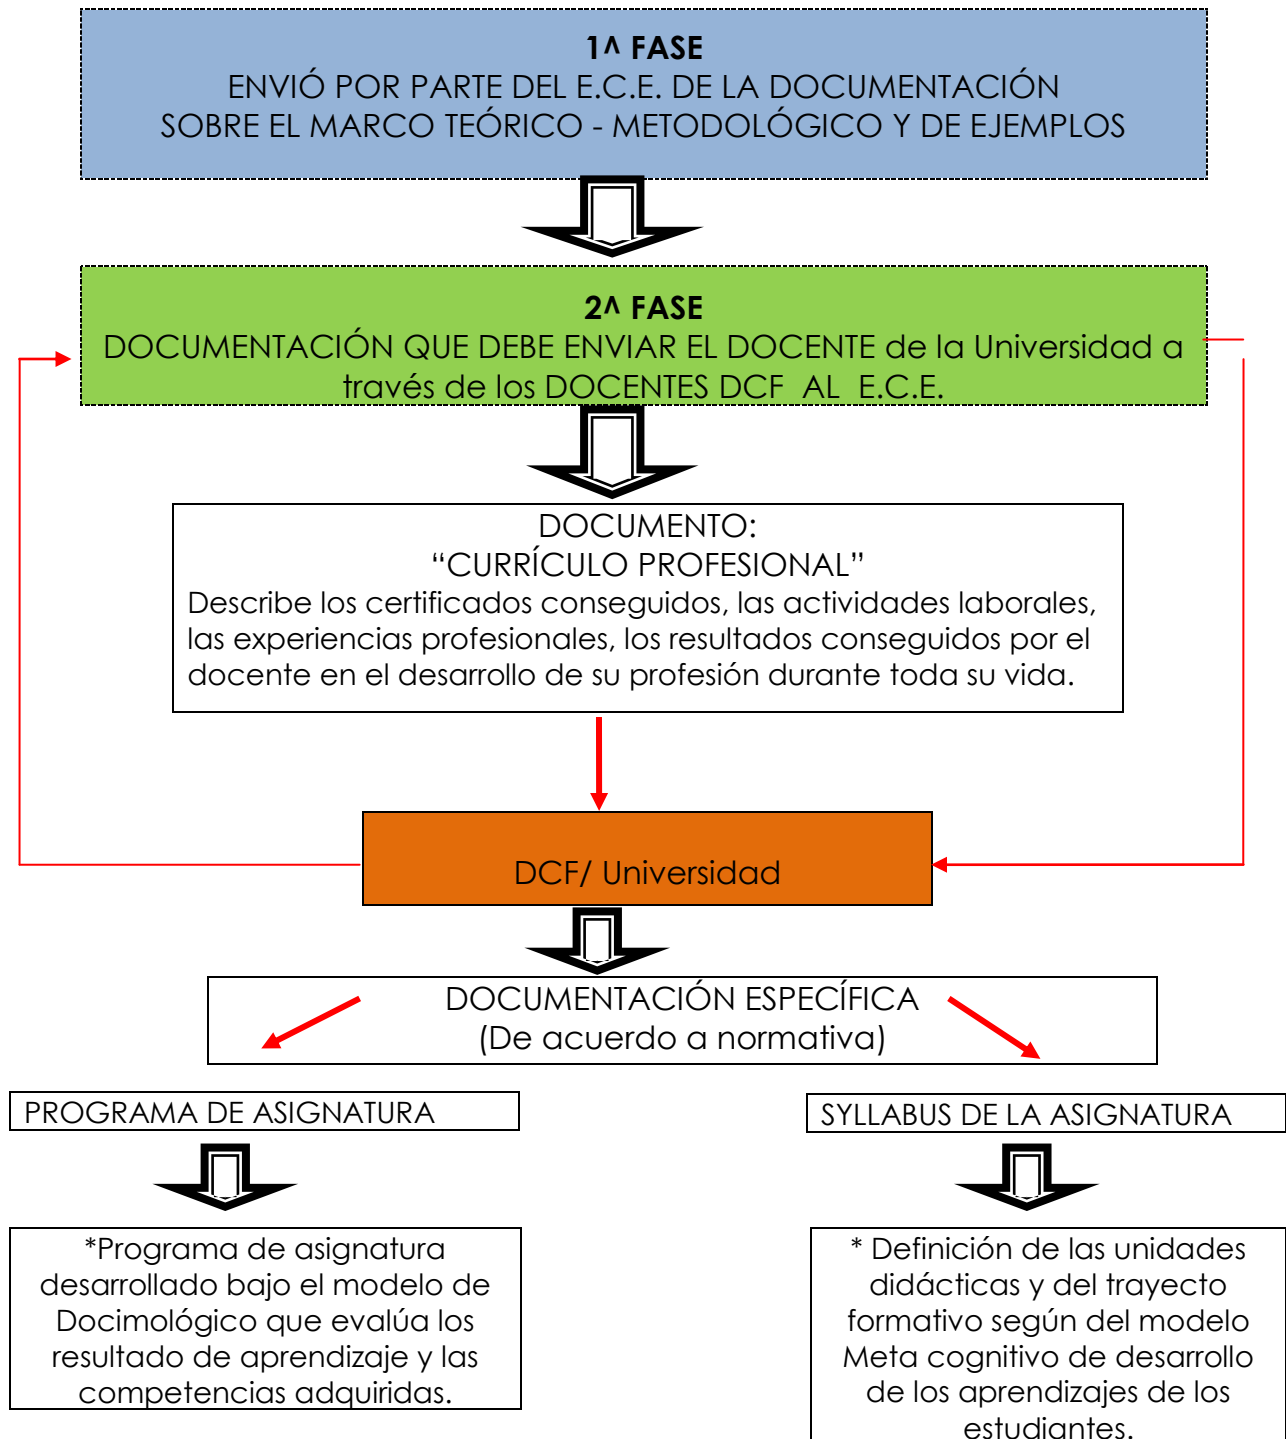 1^ FASE
ENVIÓ POR PARTE DEL E.C.E. DE LA DOCUMENTACIÓN
SOBRE EL MARCO TEÓRICO - METODOLÓGICO Y DE EJEMPLOS
2^ FASE
DOCUMENTACIÓN QUE DEBE ENVIAR EL DOCENTE de la Universidad a
través de los DOCENTES DCF AL E.C.E.
DOCUMENTO:
“CURRÍCULO PROFESIONAL”
Describe los certificados conseguidos, las actividades laborales,
las experiencias profesionales, los resultados conseguidos por el
docente en el desarrollo de su profesión durante toda su vida.
DCF/ Universidad
DOCUMENTACIÓN ESPECÍFICA
(De acuerdo a normativa)
PROGRAMA DE ASIGNATURA
*Programa de asignatura
desarrollado bajo el modelo de
Docimológico que evalúa los
resultado de aprendizaje y las
competencias adquiridas.
SYLLABUS DE LA ASIGNATURA
* Definición de las unidades
didácticas y del trayecto
formativo según del modelo
Meta cognitivo de desarrollo
de los aprendizajes de los
estudiantes.